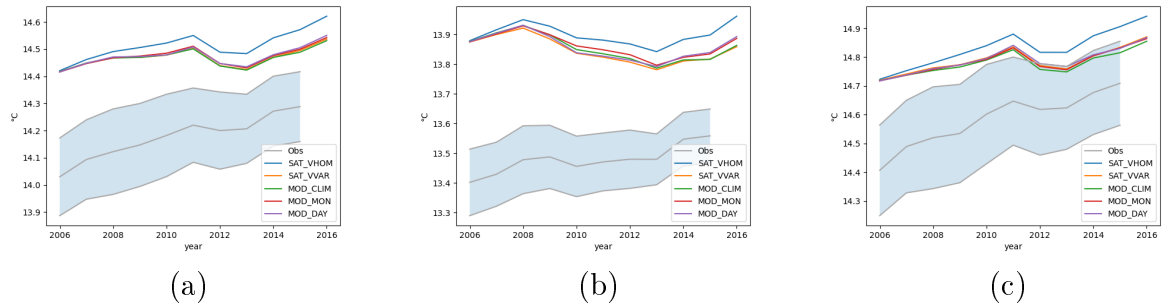 14.6
14.5
14.4
14.3
14.2
14.1
14.0
13.9
°C
2006 2008 2010 2012 2014 2016
year
Obs
SAT_VHOM
SAT_VVAR
MOD_CLIM
MOD_MON
MOD_DAY
(a)
13.9
13.8
13.7
13.6
13.5
13.4
13.3
°C
2006 2008 2010 2012 2014 2016
year
Obs
SAT_VHOM
SAT_VVAR
MOD_CLIM
MOD_MON
MOD_DAY
(b)
14.9
14.8
14.7
14.6
14.5
14.4
14.3
°C
2006 2008 2010 2012 2014 2016
year
Obs
SAT_VHOM
SAT_VVAR
MOD_CLIM
MOD_MON
MOD_DAY
(c)